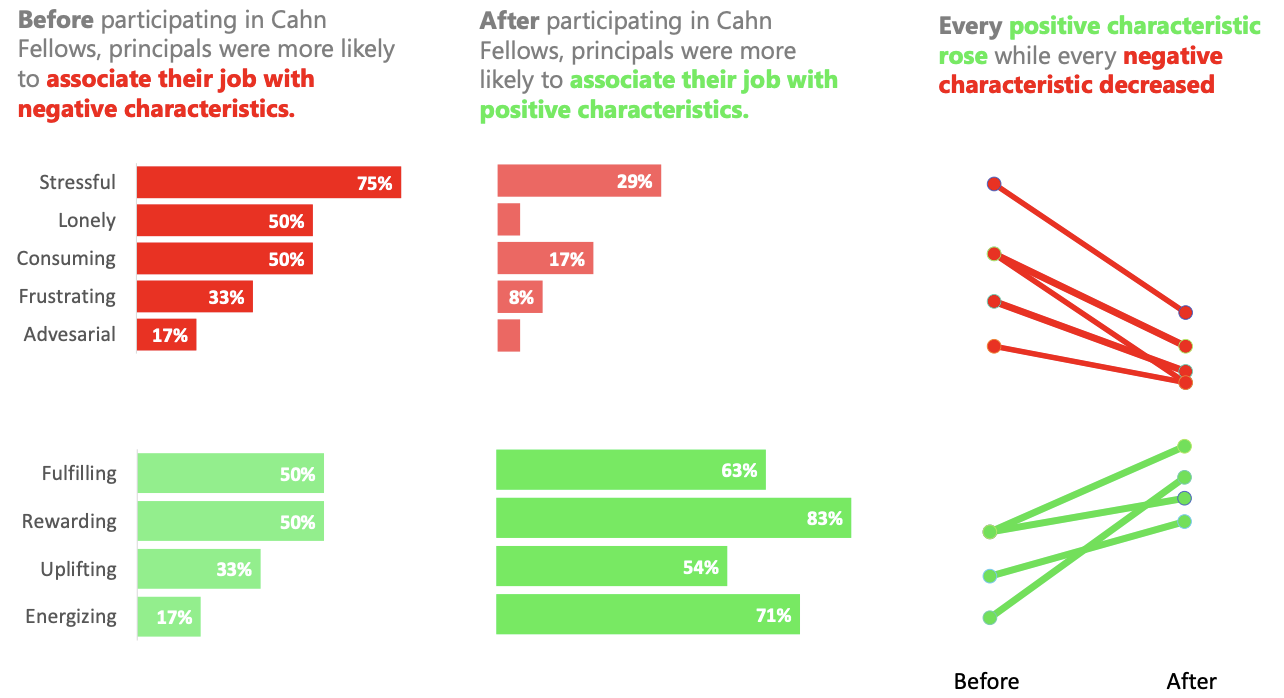 Before participating in Cahn
Fellows, principals were more likely
to associate their job with
negative characteristics.
After participating in Cahn
Fellows, principals were more
likely to associate their job with
positive characteristics.
Every positive characteristic
rose while every negative
characteristic decreased
Stressful 75% 29%
Lonely 50%
Consuming 50% 17%
Frustrating 33% 8%
Advesarial 17%
Fulfilling 50% 63%
Rewarding 50% 83%
Uplifting 33% 54%
Energizing 17% 71%
Before After